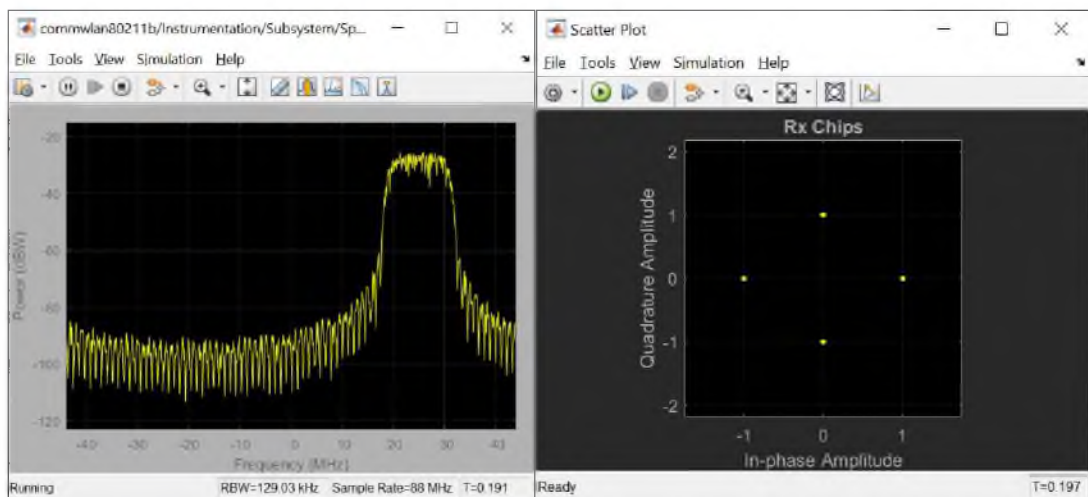 commwlan80211b/Instrumentation/Subsystem/Sp...
File Tools View Simulation Help
-20
-40
-60
-80
-100
-120
Power (dBW)
-40 -30 -20 -10 0 10 20 30 40
Frequency (MHz)
Running RBW=129.03 kHz Sample Rate=88 MHz T=0.191
Scatter Plot
File Tools View Simulation Help
Rx Chips
2
1
0
-1
-2
Quadrature Amplitude
-1 0 1
In-phase Amplitude
Ready T=0.197